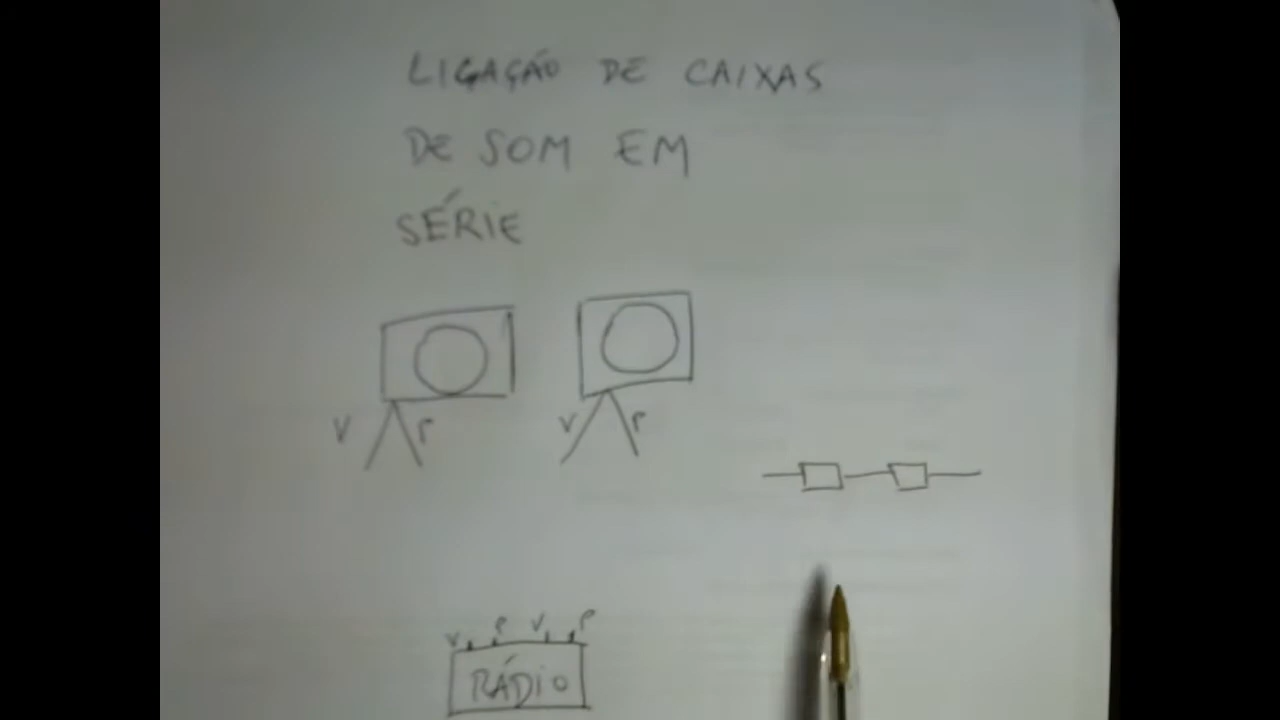 LIGAÇÃO DE CAIXAS
DE SOM EM
SÉRIE
V P V P
V P V P
RÁDIO